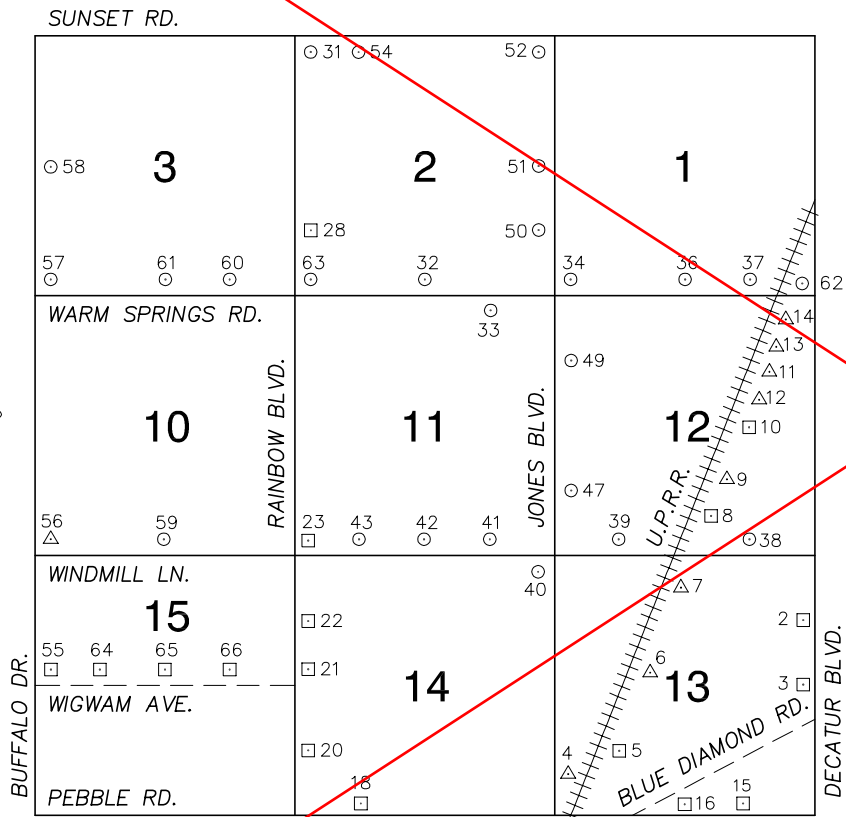 SUNSET RD.
31 54 52
58 3 2 51 1
28 50
57 61 60 63 32 34 36 37 62
WARM SPRINGS RD. 33 14
13
49 11
12
RAINBOW BLVD.
JONES BLVD.
10 11 12 10
U.P.R.R.
9
47
8
56 59 23 43 42 41 39 38
WINDMILL LN. 40 7
15 22 2
55 64 65 66 21 6
14 13 3
WIGWAM AVE.
BUFFALO DR.
DECATUR BLVD.
20 4 5
BLUE DIAMOND RD.
PEBBLE RD. 18 16 15